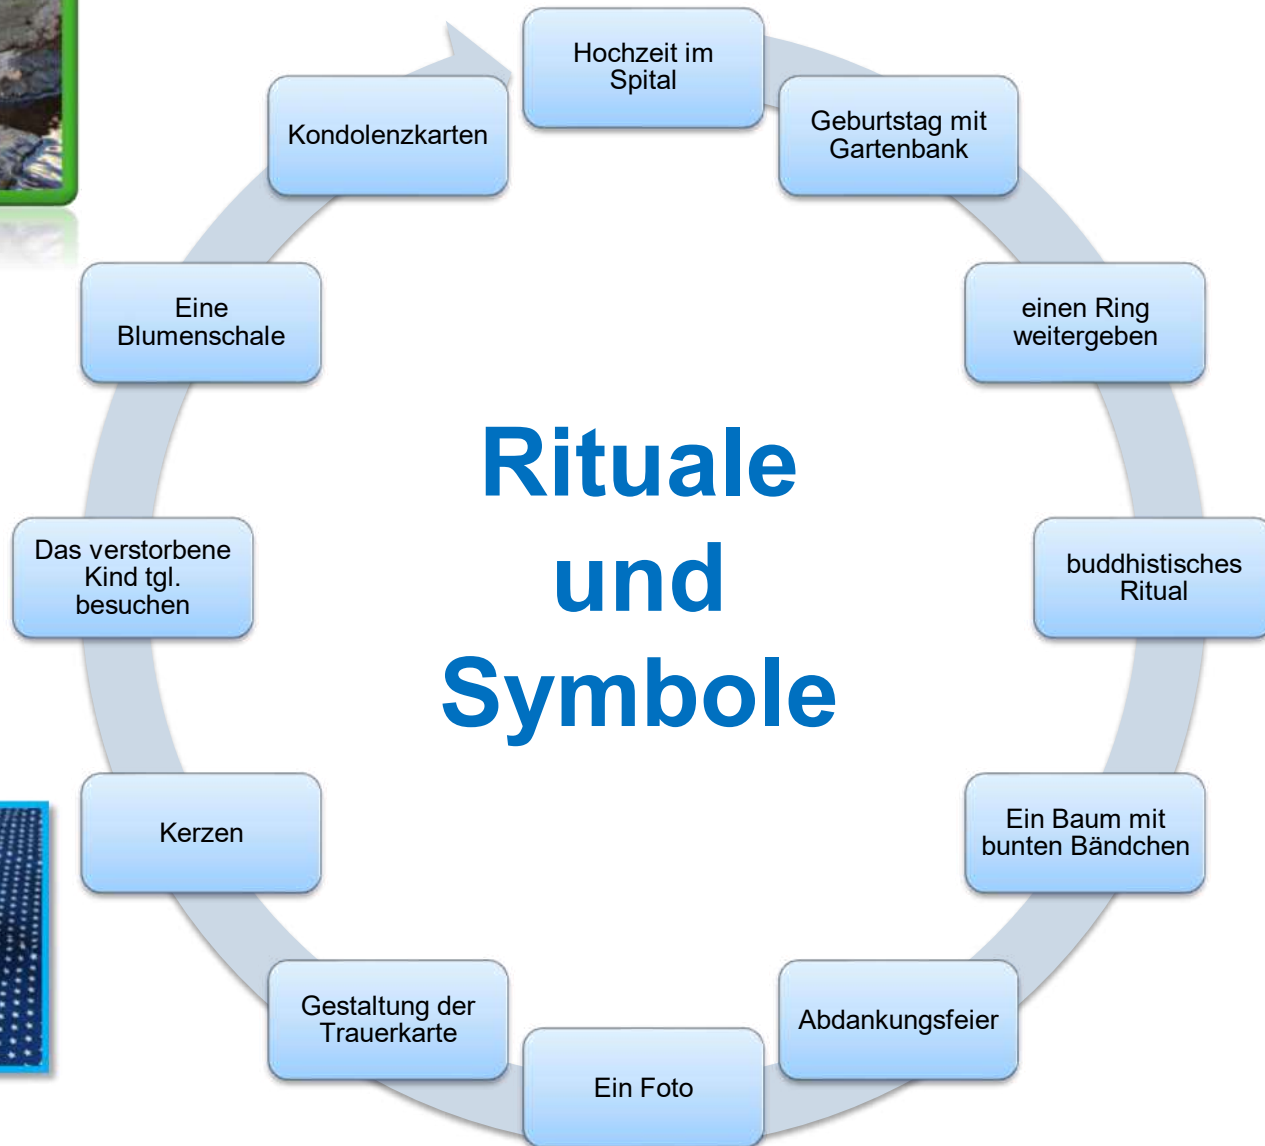 Hochzeit im
Spital
Geburtstag mit
Gartenbank
einen Ring
weitergeben
buddhistisches
Ritual
Ein Baum mit
bunten Bändchen
Abdankungsfeier
Ein Foto
Gestaltung der
Trauerkarte
Kerzen
Das verstorbene
Kind tgl.
besuchen
Eine
Blumenschale
Kondolenzkarten
Rituale
und
Symbole